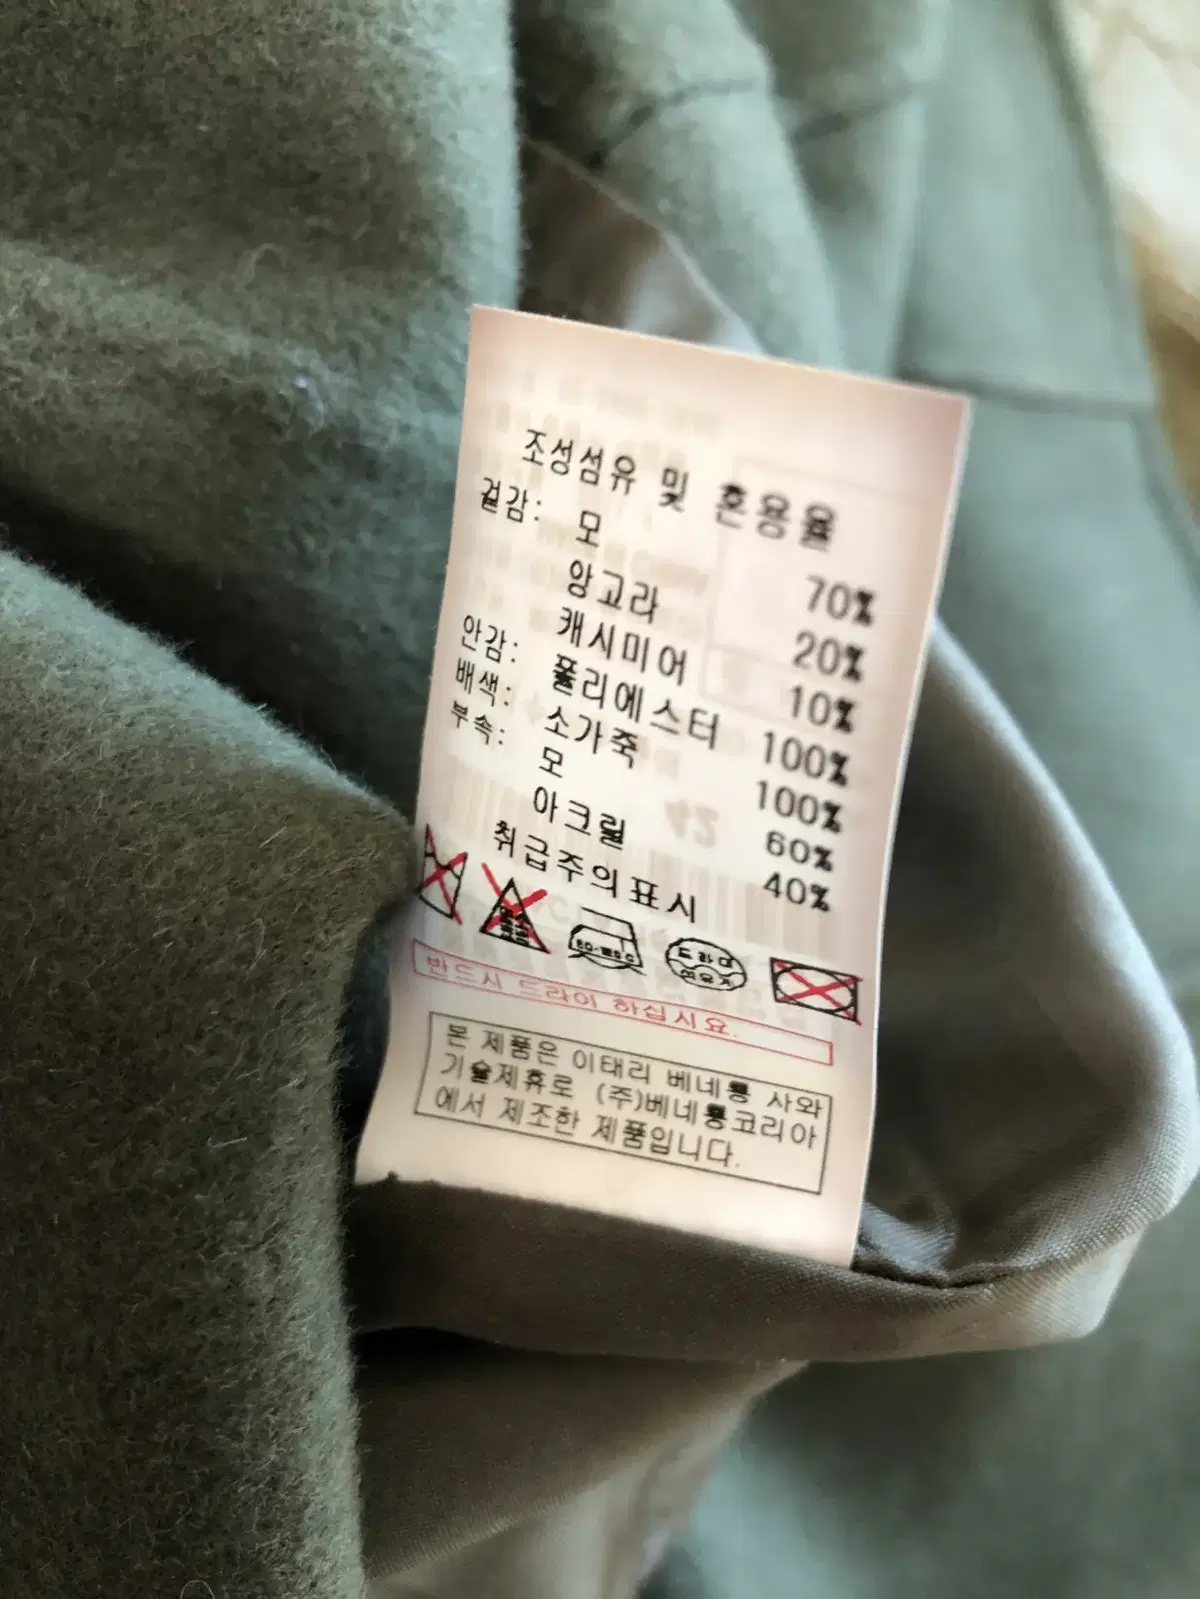 조성섬유 및 혼용율
겉감: 모 70%
앙고라 20%
캐시미어 10%
안감: 폴리에스터 100%
배색: 소가죽 100%
부속: 모 60%
아크릴 40%
취급주의표시
드라이
반드시 드라이 하십시요.
본 제품은 이태리 베네통 사와
기술제휴로 (주)베네통코리아
에서 제조한 제품입니다.